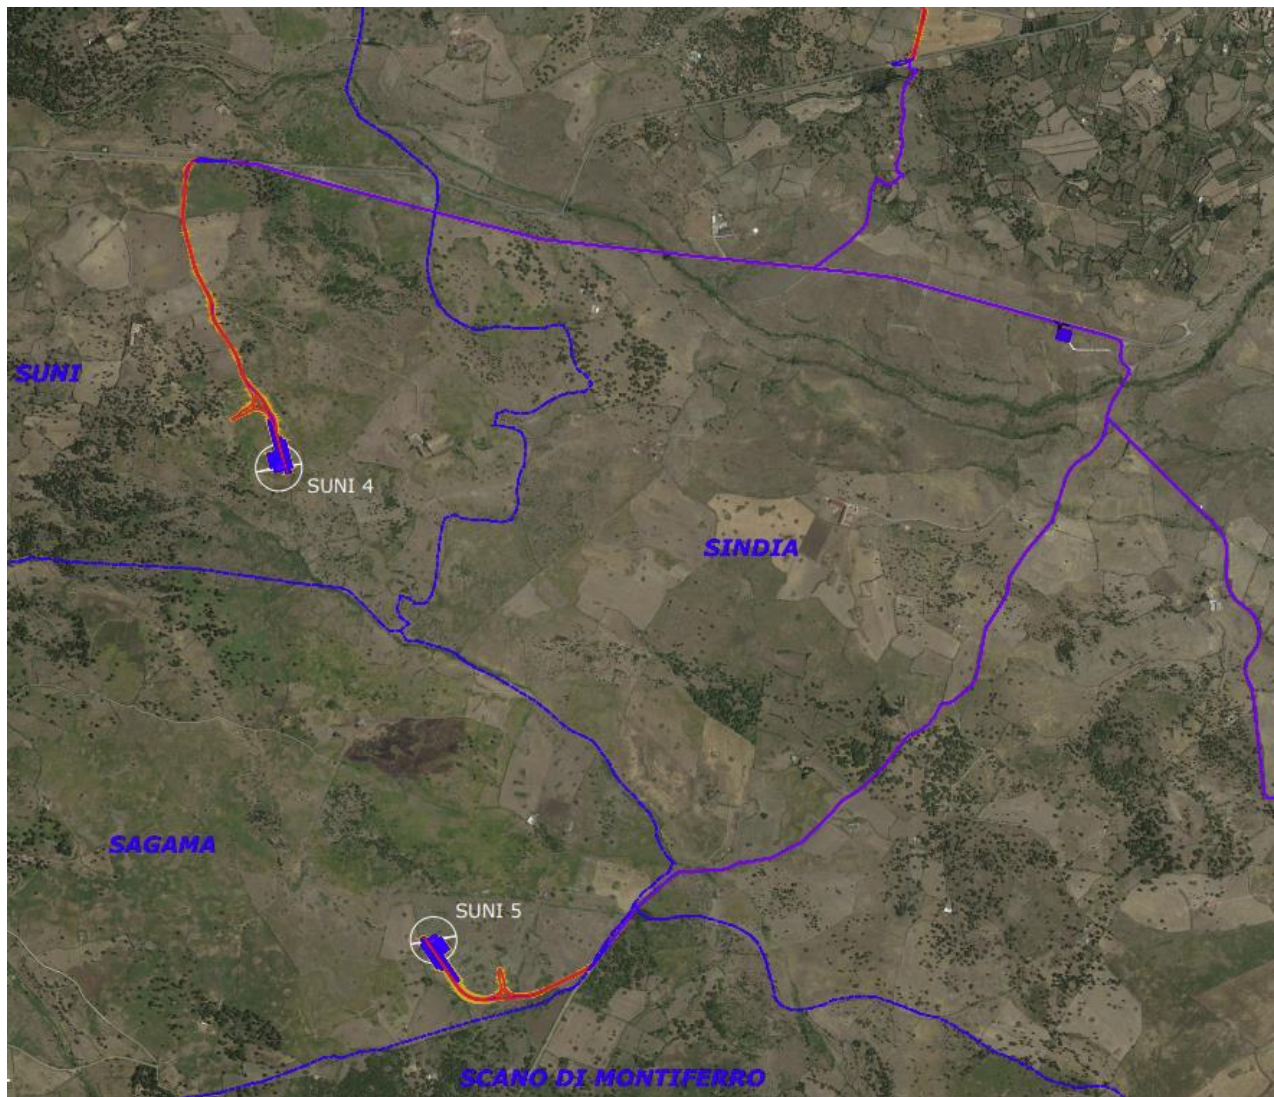 SUNI
SUNI 4
SINDIA
SAGAMA
SUNI 5
SCANO DI MONTIFERRO